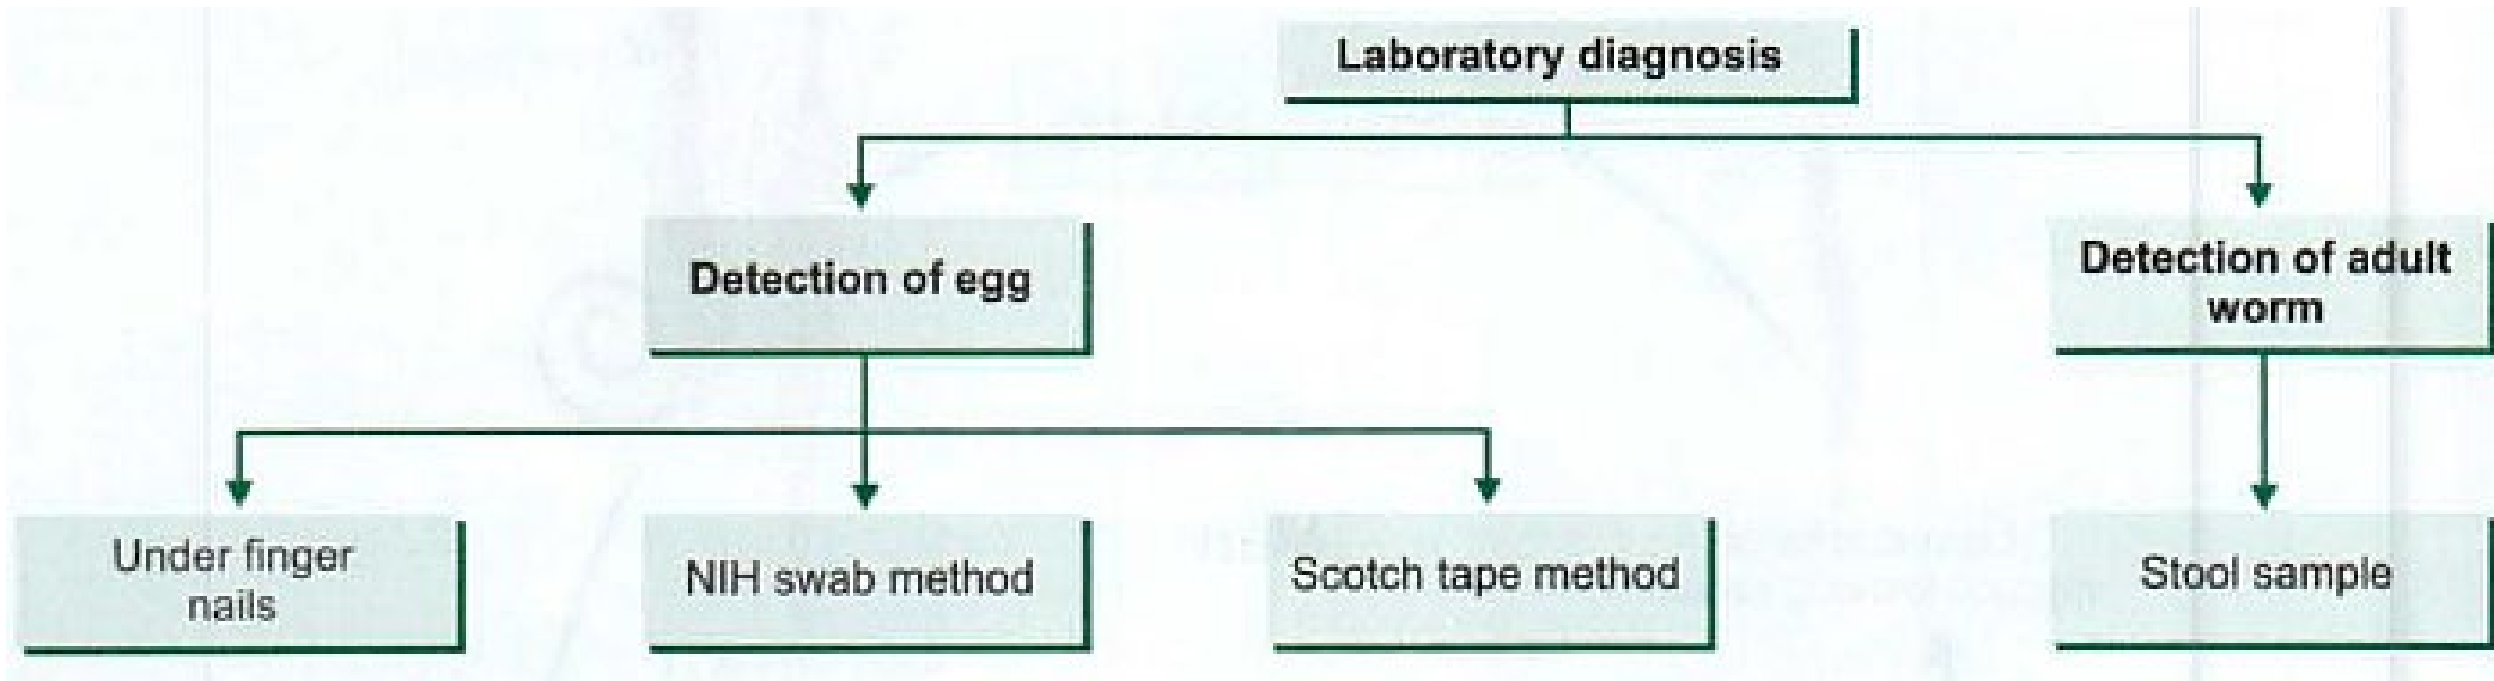 Laboratory diagnosis
Detection of egg
Detection of adult
worm
Under finger
nails
NIH swab method
Scotch tape method
Stool sample